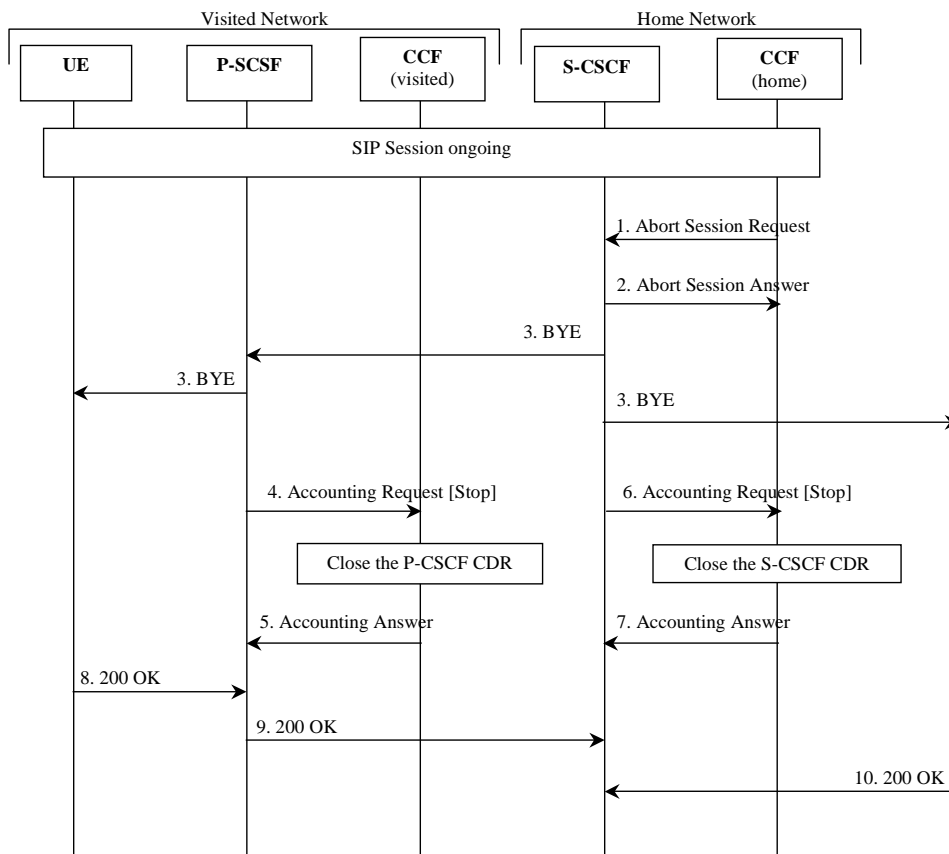 Visited Network
Home Network
UE
P-SCSF
CCF
(visited)
S-CSCF
CCF
(home)
SIP Session ongoing
1. Abort Session Request
2. Abort Session Answer
3. BYE
3. BYE
3. BYE
4. Accounting Request [Stop]
6. Accounting Request [Stop]
Close the P-CSCF CDR
Close the S-CSCF CDR
5. Accounting Answer
7. Accounting Answer
8. 200 OK
9. 200 OK
10. 200 OK